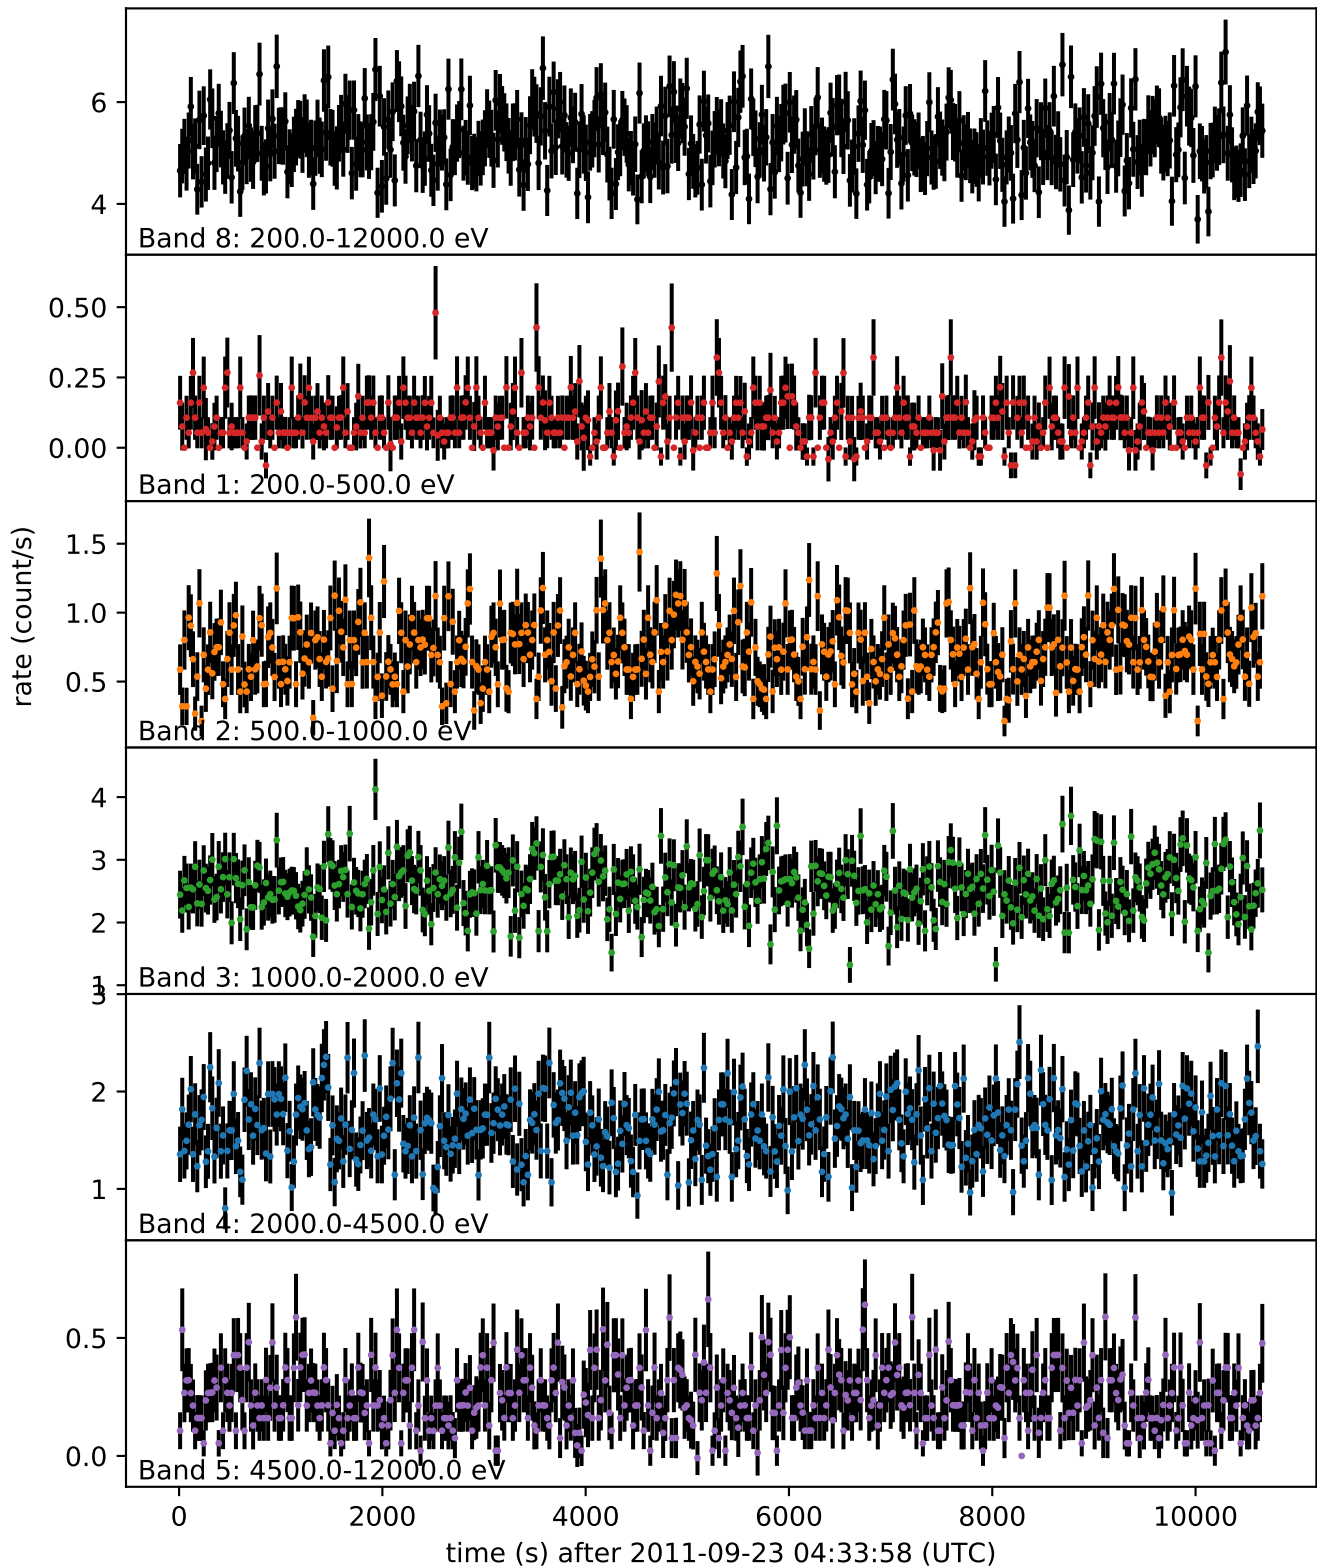 6
4
Band 8: 200.0-12000.0 eV
0.50
0.25
0.00
Band 1: 200.0-500.0 eV
rate (count/s)
1.5
1.0
0.5
Band 2: 500.0-1000.0 eV
4
3
2
1
Band 3: 1000.0-2000.0 eV
3
2
1
Band 4: 2000.0-4500.0 eV
0.5
0.0
Band 5: 4500.0-12000.0 eV
0 2000 4000 6000 8000 10000
time (s) after 2011-09-23 04:33:58 (UTC)